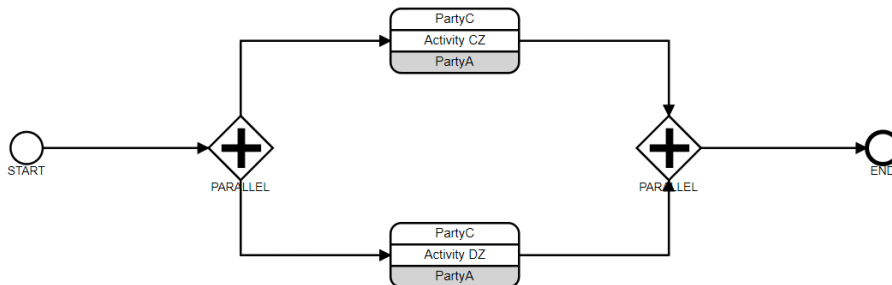 PartyC
Activity CZ
PartyA
START
PARALLEL
PARALLEL
END
PartyC
Activity DZ
PartyA